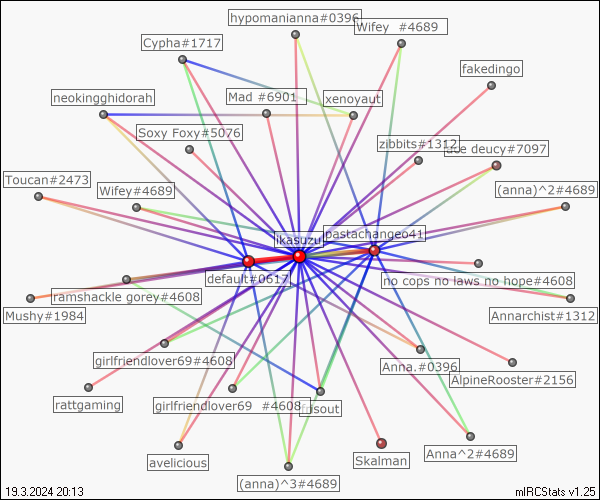 hypomanianna#0396
Wifey #4689
Cypha#1717
fakedingo
neokingghidorah
Mad #6901
xenoyaut
Soxy Foxy#5076
zibbits#1312
deucy#7097
Toucan#2473
Wifey#4689
(anna)^2#4689
pastachangeo41
ikasuzu
default#0617
no cops no laws no hope#4608
ramshackle gorey#4608
Mushy#1984
Annarchist#1312
girlfriendlover69#4608
Anna.#0396
AlpineRooster#2156
rattgaming
girlfriendlover69 #4608
frisout
Skalman
Anna^2#4689
avelicious
(anna)^3#4689
19.3.2024 20:13
mIRCStats v1.25